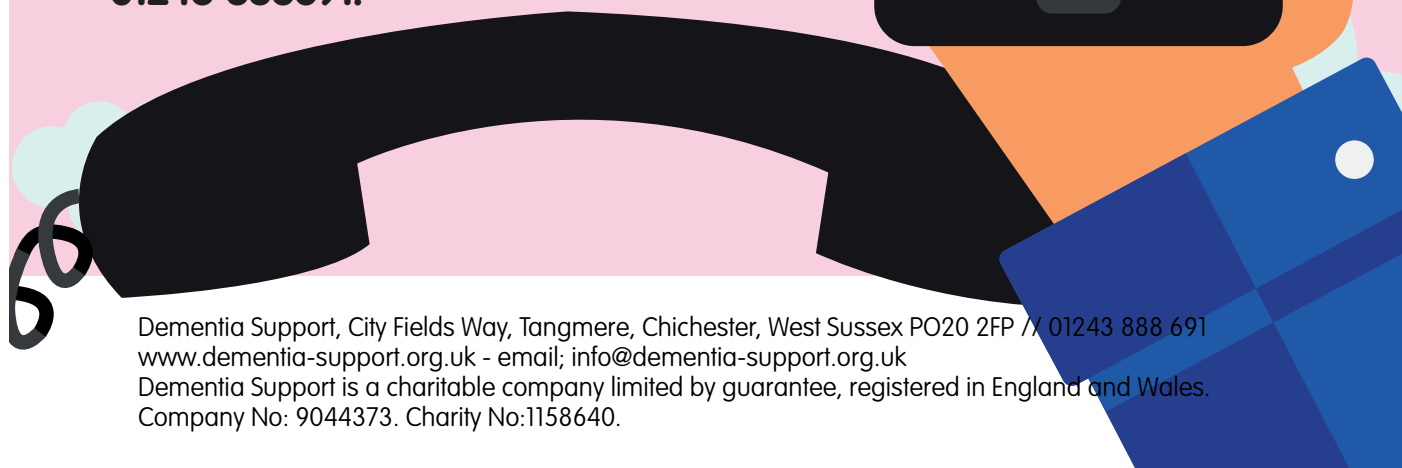 01243 888691.
Dementia Support, City Fields Way, Tangmere, Chichester, West Sussex PO20 2FP // 01243 888 691
www.dementia-support.org.uk - email; info@dementia-support.org.uk
Dementia Support is a charitable company limited by guarantee, registered in England and Wales.
Company No: 9044373. Charity No:1158640.